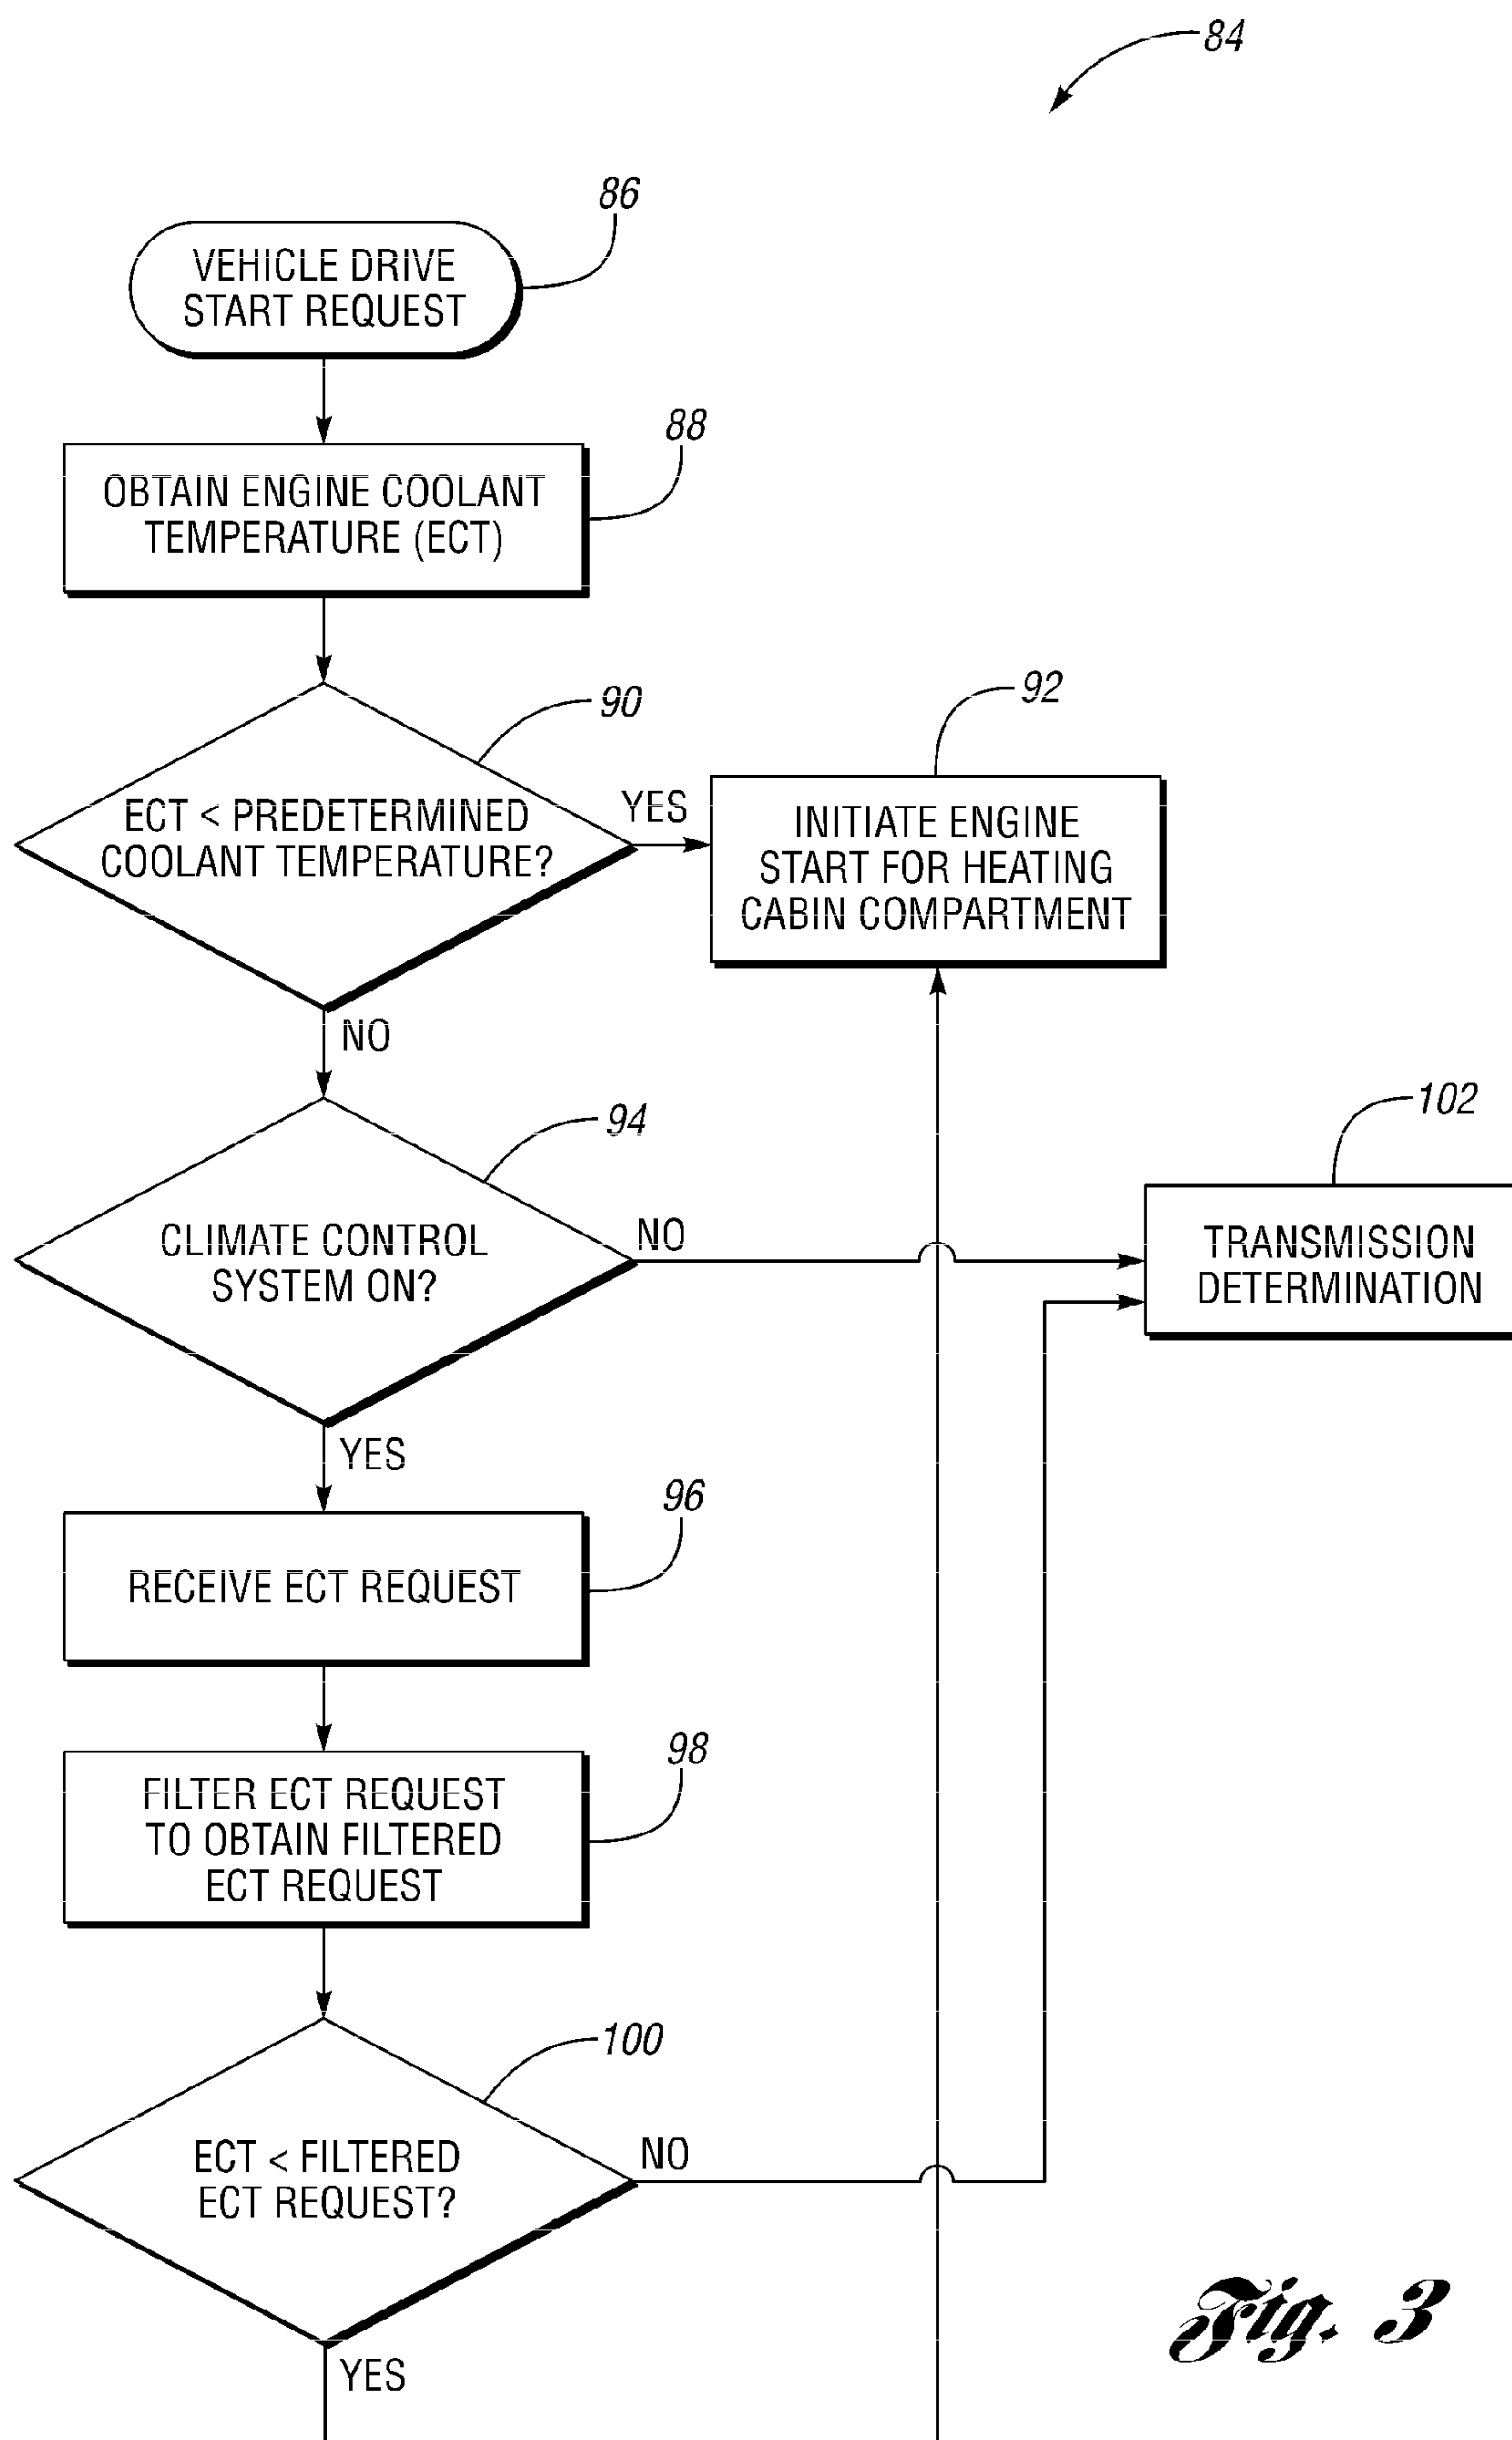 84
86
VEHICLE DRIVE
START REQUEST
88
OBTAIN ENGINE COOLANT
TEMPERATURE (ECT)
90
ECT < PREDETERMINED
COOLANT TEMPERATURE?
YES
92
INITIATE ENGINE
START FOR HEATING
CABIN COMPARTMENT
NO
94
CLIMATE CONTROL
SYSTEM ON?
NO
102
TRANSMISSION
DETERMINATION
YES
96
RECEIVE ECT REQUEST
98
FILTER ECT REQUEST
TO OBTAIN FILTERED
ECT REQUEST
100
ECT < FILTERED
ECT REQUEST?
NO
YES
Fig. 3